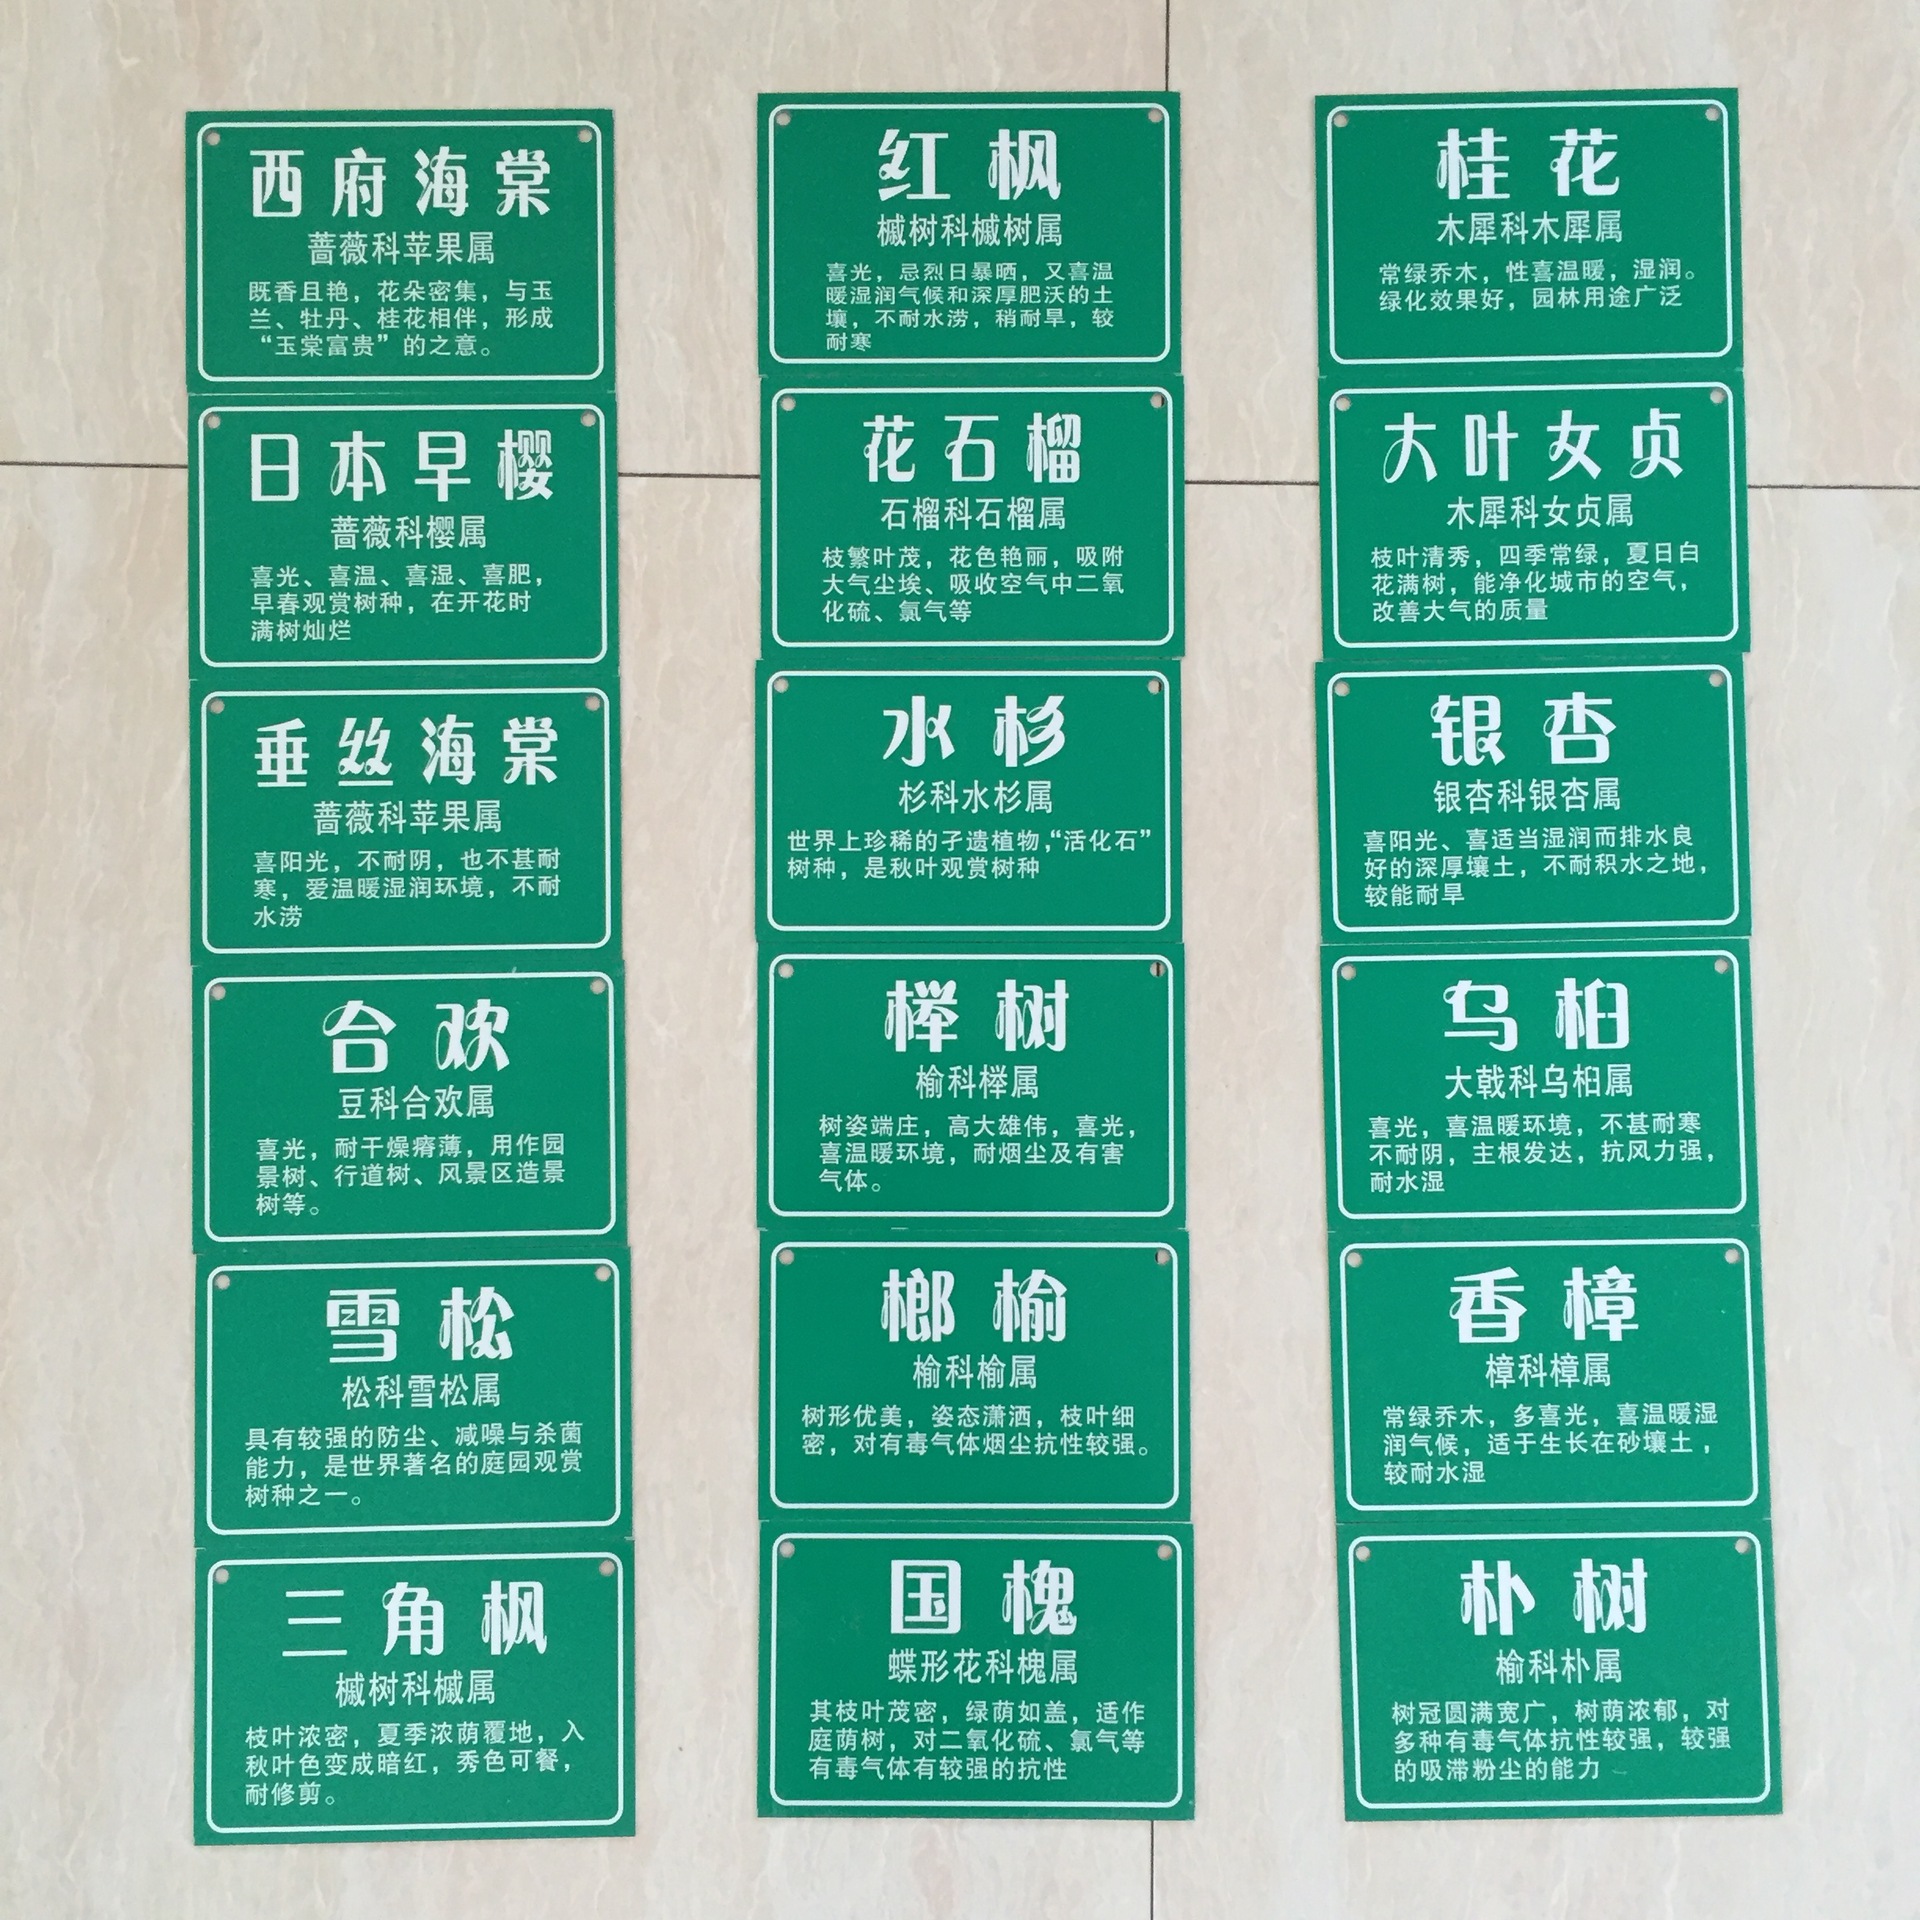 西府海棠
蔷薇科苹果属
既香且艳，花朵密集，与玉
兰、牡丹、桂花相伴，形成
“玉棠富贵”的之意。
日本早樱
蔷薇科樱属
喜光、喜温、喜湿、喜肥，
早春观赏树种，在开花时
满树灿烂
垂丝海棠
蔷薇科苹果属
喜阳光，不耐阴，也不甚耐
寒，爱温暖湿润环境，不耐
水涝
合欢
豆科合欢属
喜光，耐干燥瘠薄，用作园
景树、行道树、风景区造景
树等。
雪松
松科雪松属
具有较强的防尘、减噪与杀菌
能力，是世界著名的庭园观赏
树种之一。
三角枫
槭树科槭属
枝叶浓密，夏季浓荫覆地，入
秋叶色变成暗红，秀色可餐，
耐修剪。
红枫
槭树科槭树属
喜光，忌烈日暴晒，又喜温
暖湿润气候和深厚肥沃的土
壤，不耐水涝，稍耐旱，较
耐寒
花石榴
石榴科石榴属
枝繁叶茂，花色艳丽，吸附
大气尘埃、吸收空气中二氧
化硫、氯气等
水杉
杉科水杉属
世界上珍稀的孑遗植物，“活化石”
树种，是秋叶观赏树种
榉树
榆科榉属
树姿端庄，高大雄伟，喜光，
喜温暖环境，耐烟尘及有害
气体。
榔榆
榆科榆属
树形优美，姿态潇洒，枝叶细
密，对有毒气体烟尘抗性较强。
国槐
蝶形花科槐属
其枝叶茂密，绿荫如盖，适作
庭荫树，对二氧化硫、氯气等
有毒气体有较强的抗性
桂花
木犀科木犀属
常绿乔木，性喜温暖，湿润。
绿化效果好，园林用途广泛
大叶女贞
木犀科女贞属
枝叶清秀，四季常绿，夏日白
花满树，能净化城市的空气，
改善大气的质量
银杏
银杏科银杏属
喜阳光、喜适当湿润而排水良
好的深厚壤土，不耐积水之地，
较能耐旱
乌桕
大戟科乌桕属
喜光，喜温暖环境，不甚耐寒
不耐阴，主根发达，抗风力强，
耐水湿
香樟
樟科樟属
常绿乔木，多喜光，喜温暖湿
润气候，适于生长在砂壤土，
较耐水湿
朴树
榆科朴属
树冠圆满宽广，树荫浓郁，对
多种有毒气体抗性较强，较强
的吸滞粉尘的能力